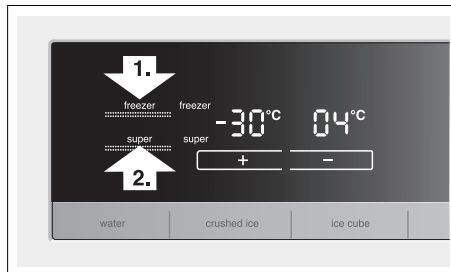 1.
freezer freezer
-30°C 04°C
super super
+ −
2.
water crushed ice ice cube